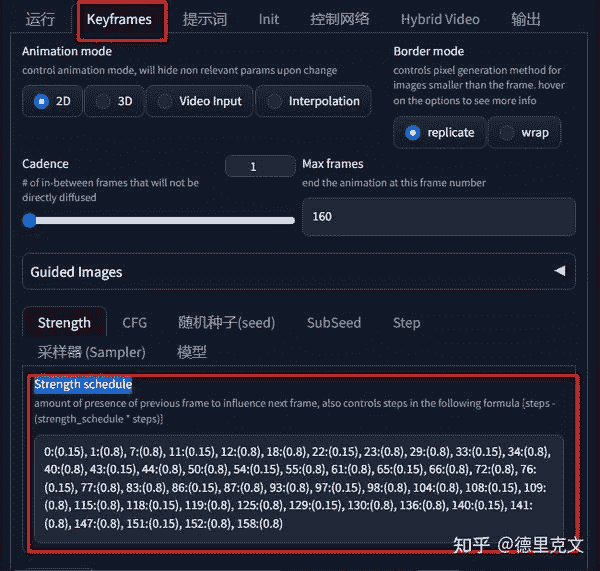 运行 Keyframes 提示词 Init 控制网络 Hybrid Video 输出
Animation mode
control animation mode, will hide non relevant params upon change
2D 3D Video Input Interpolation
Border mode
controls pixel generation method for
images smaller than the frame. hover
on the options to see more info
replicate wrap
Cadence 1
# of in-between frames that will not be
directly diffused
Max frames
end the animation at this frame number
160
Guided Images
Strength CFG 随机种子(seed) SubSeed Step
采样器 (Sampler) 模型
Strength schedule
amount of presence of previous frame to influence next frame, also controls steps in the following formula [steps -
(strength_schedule * steps)]
0:(0.15), 1:(0.8), 7:(0.8), 11:(0.15), 12:(0.8), 18:(0.8), 22:(0.15), 23:(0.8), 29:(0.8), 33:(0.15), 34:(0.8),
40:(0.8), 43:(0.15), 44:(0.8), 50:(0.8), 54:(0.15), 55:(0.8), 61:(0.8), 65:(0.15), 66:(0.8), 72:(0.8), 76:
(0.15), 77:(0.8), 83:(0.8), 86:(0.15), 87:(0.8), 93:(0.8), 97:(0.15), 98:(0.8), 104:(0.8), 108:(0.15), 109:
(0.8), 115:(0.8), 118:(0.15), 119:(0.8), 125:(0.8), 129:(0.15), 130:(0.8), 136:(0.8), 140:(0.15), 141:
(0.8), 147:(0.8), 151:(0.15), 152:(0.8), 158:(0.8)
知乎 @德里克文